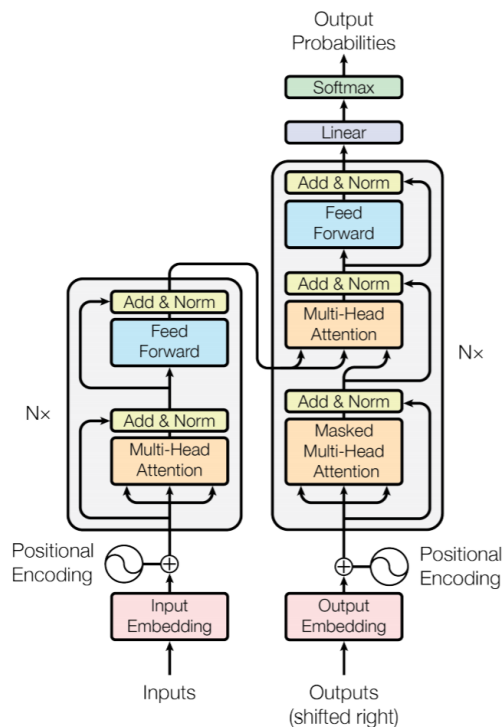 Output
Probabilities
Softmax
Linear
Add & Norm
Feed
Forward
Add & Norm
Multi-Head
Attention
Add & Norm
Masked
Multi-Head
Attention
N×
Add & Norm
Feed
Forward
Add & Norm
Multi-Head
Attention
N×
Positional
Encoding
Positional
Encoding
Input
Embedding
Output
Embedding
Inputs
Outputs
(shifted right)